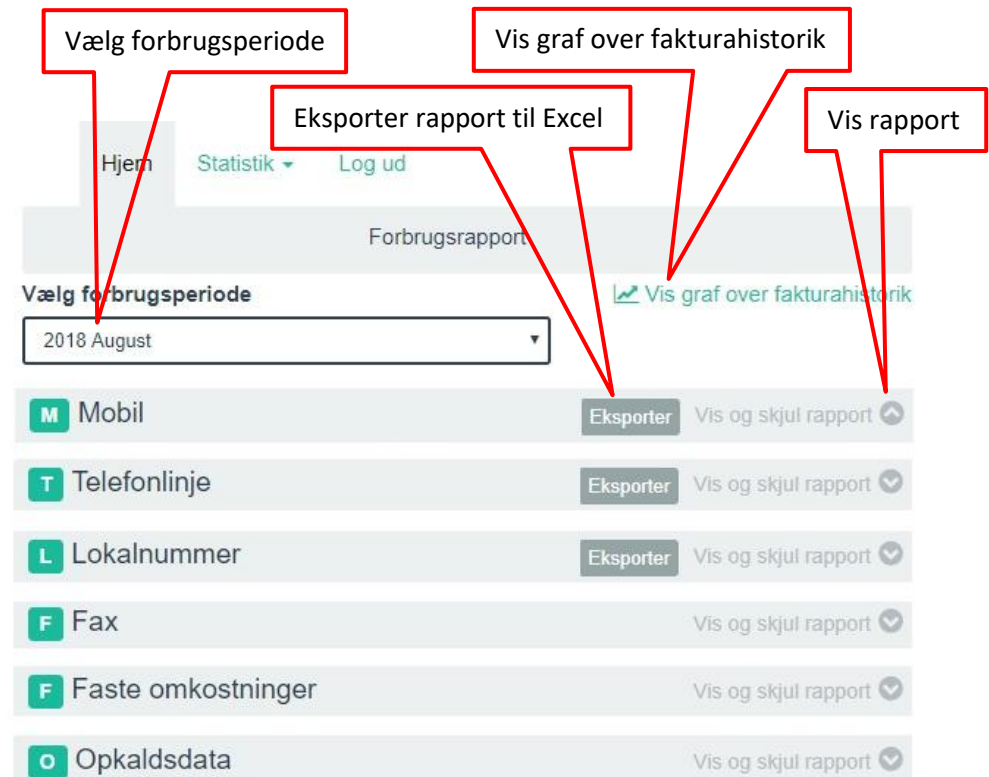 Vælg forbrugsperiode
Vis graf over fakturahistorik
Eksporter rapport til Excel
Vis rapport
Hjem Statistik Log ud
Forbrugsrapport
Vælg forbrugsperiode
Vis graf over fakturahistorik
2018 August
M Mobil Eksporter Vis og skjul rapport
T Telefonlinje Eksporter Vis og skjul rapport
L Lokalnummer Eksporter Vis og skjul rapport
F Fax Vis og skjul rapport
F Faste omkostninger Vis og skjul rapport
O Opkaldsdata Vis og skjul rapport